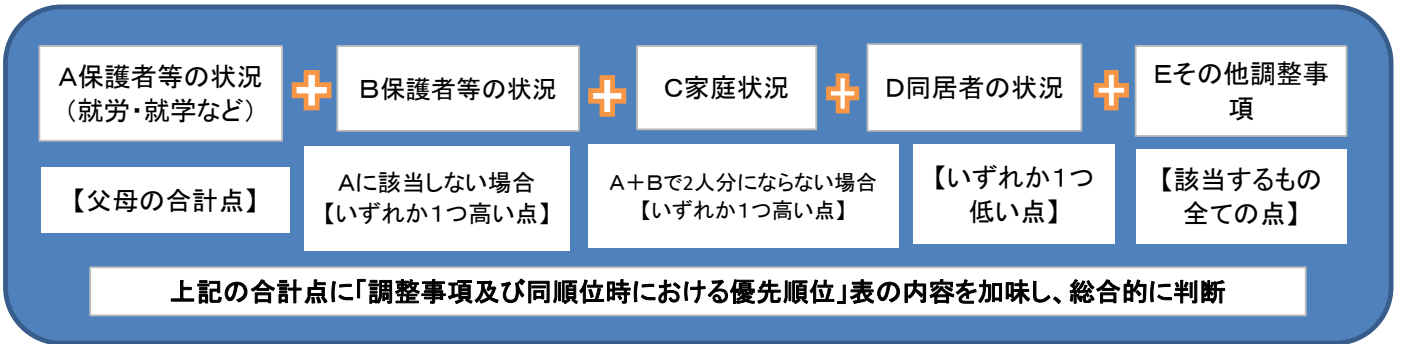 A保護者等の状況
（就労・就学など）
B保護者等の状況
C家庭状況
D同居者の状況
Eその他調整事
項
【父母の合計点】
Aに該当しない場合
【いずれか１つ高い点】
A＋Bで2人分にならない場合
【いずれか１つ高い点】
【いずれか１つ
低い点】
【該当するもの
全ての点】
上記の合計点に「調整事項及び同順位時における優先順位」表の内容を加味し、総合的に判断